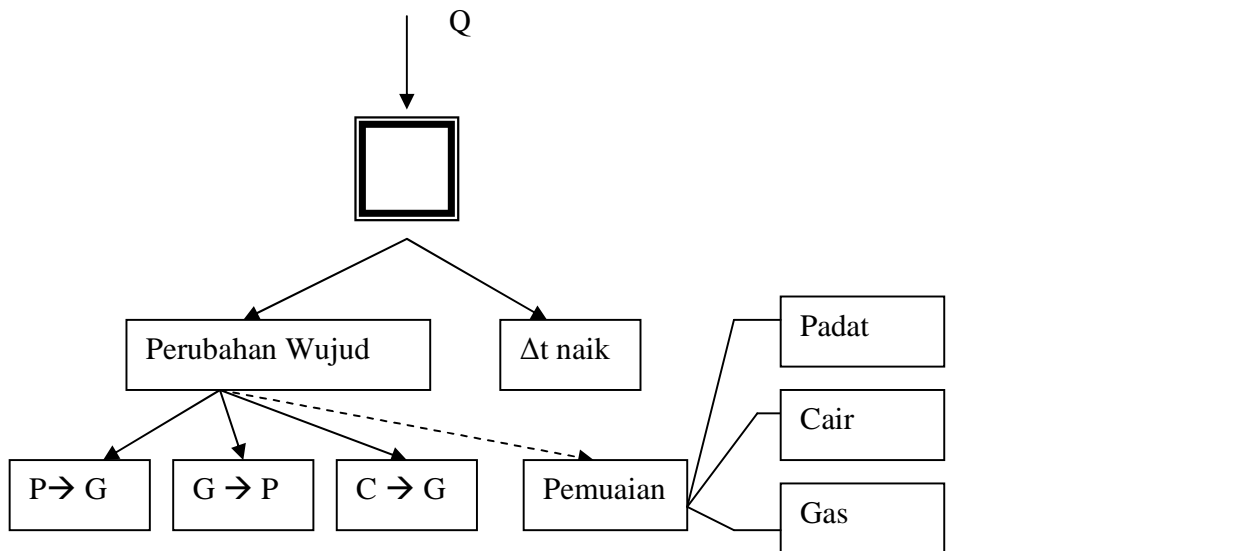 Q
Perubahan Wujud
Δt naik
Padat
Cair
P→ G
G → P
C → G
Pemuaian
Gas